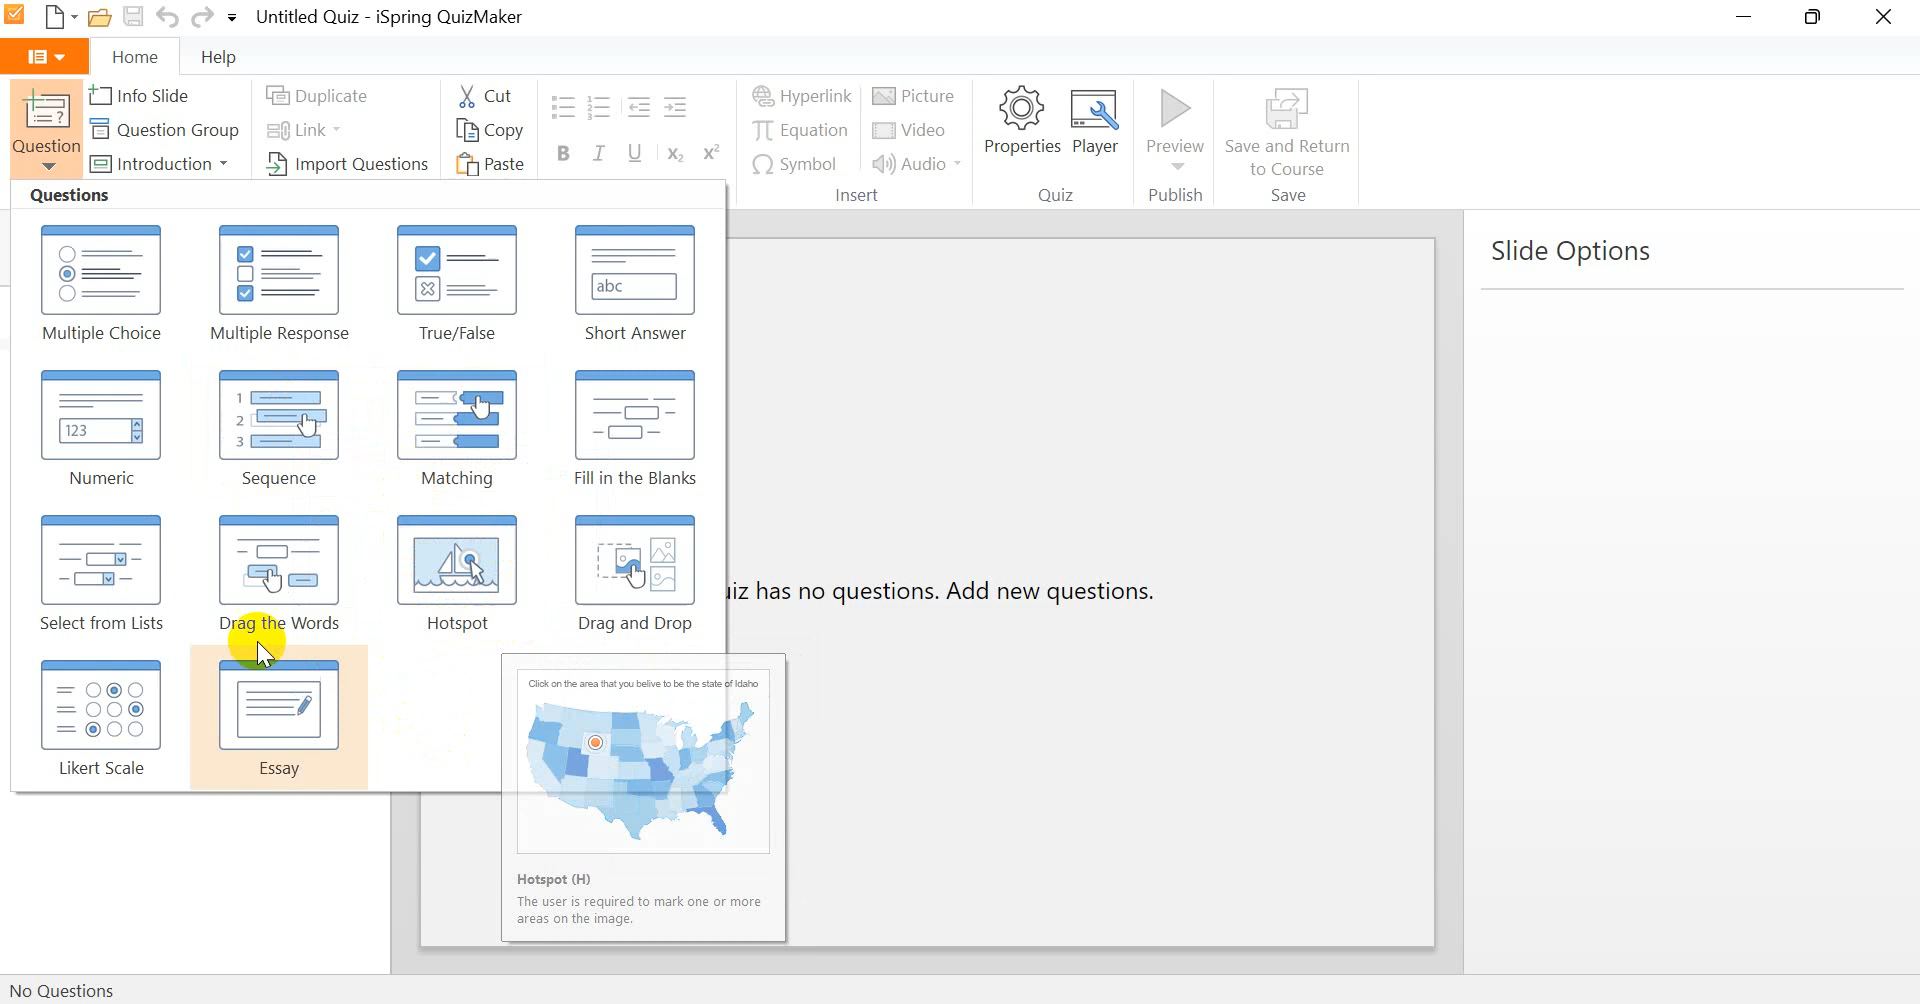 Untitled Quiz - iSpring QuizMaker
Home
Help
Question
Info Slide
Question Group
Introduction
Duplicate
Link
Import Questions
Cut
Copy
Paste
B I U X₂ X²
Hyperlink
Equation
Symbol
Picture
Video
Audio
Insert
Properties
Player
Quiz
Preview
Publish
Save and Return
to Course
Save
Questions
Multiple Choice
Multiple Response
True/False
abc
Short Answer
123
Numeric
1
2
3
Sequence
Matching
Fill in the Blanks
Select from Lists
Drag the Words
Hotspot
Drag and Drop
Likert Scale
Essay
Click on the area that you belive to be the state of Idaho
Hotspot (H)
The user is required to mark one or more
areas on the image.
has no questions. Add new questions.
Slide Options
No Questions